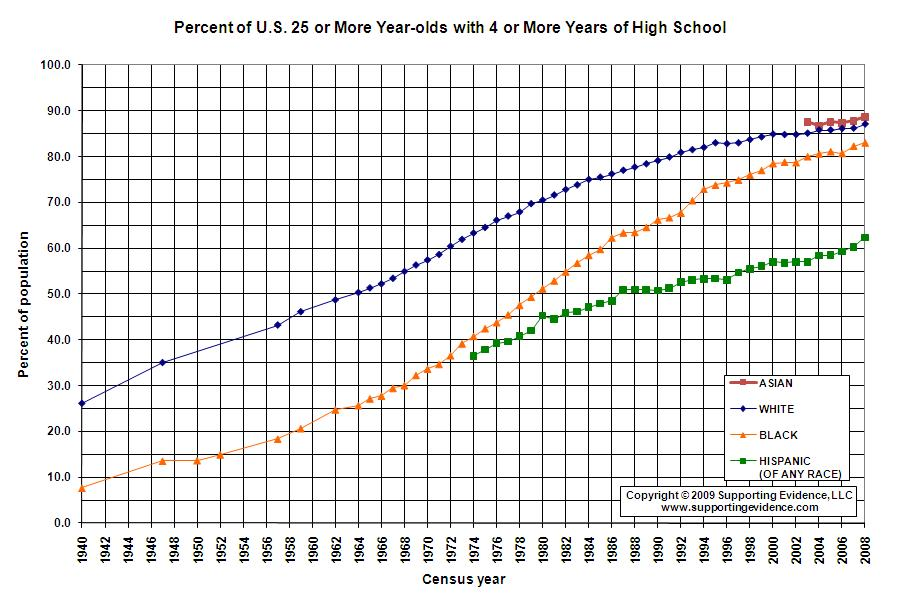 Percent of U.S. 25 or More Year-olds with 4 or More Years of High School
100.0
90.0
80.0
70.0
60.0
50.0
40.0
30.0
20.0
10.0
0.0
Percent of population
ASIAN
WHITE
BLACK
HISPANIC
(OF ANY RACE)
Copyright © 2009 Supporting Evidence, LLC
www.supportingevidence.com
1940 1942 1944 1946 1948 1950 1952 1954 1956 1958 1960 1962 1964 1966 1968 1970 1972 1974 1976 1978 1980 1982 1984 1986 1988 1990 1992 1994 1996 1998 2000 2002 2004 2006 2008
Census year